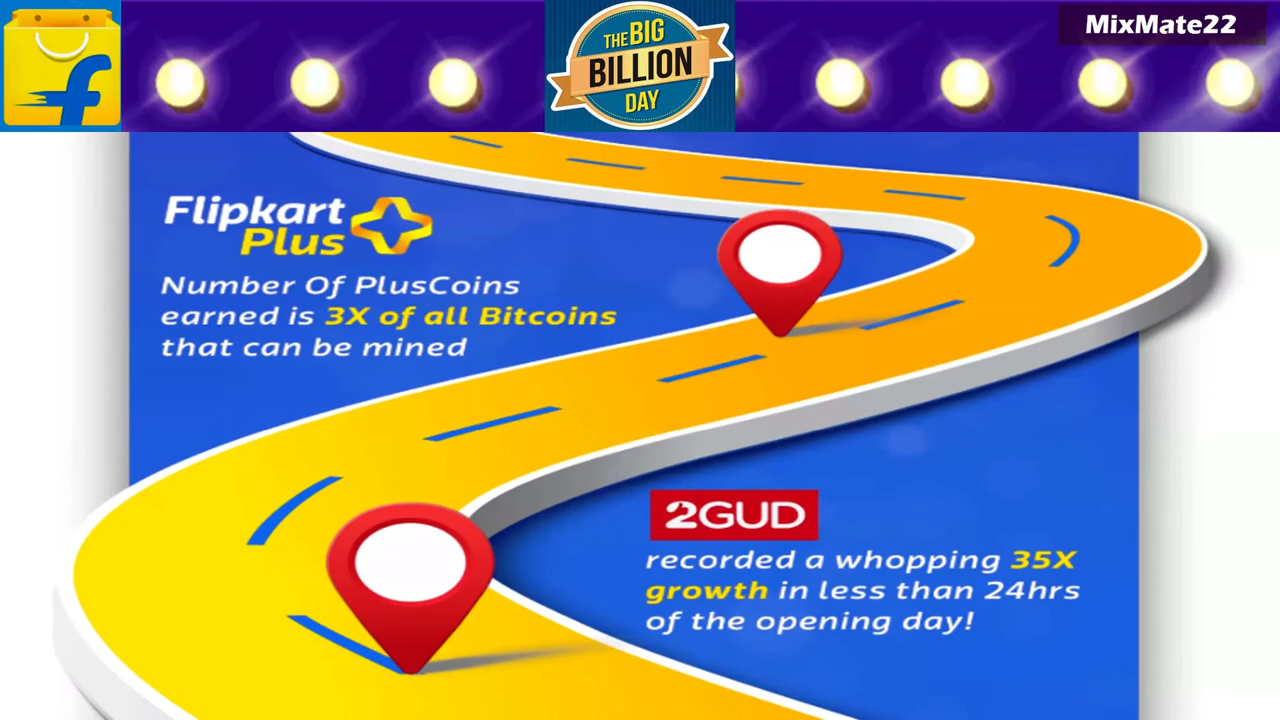 MixMate22
THE BIG
BILLION
DAY
f
Flipkart
Plus
Number Of PlusCoins
earned is 3X of all Bitcoins
that can be mined
2GUD
recorded a whopping 35X
growth in less than 24hrs
of the opening day!